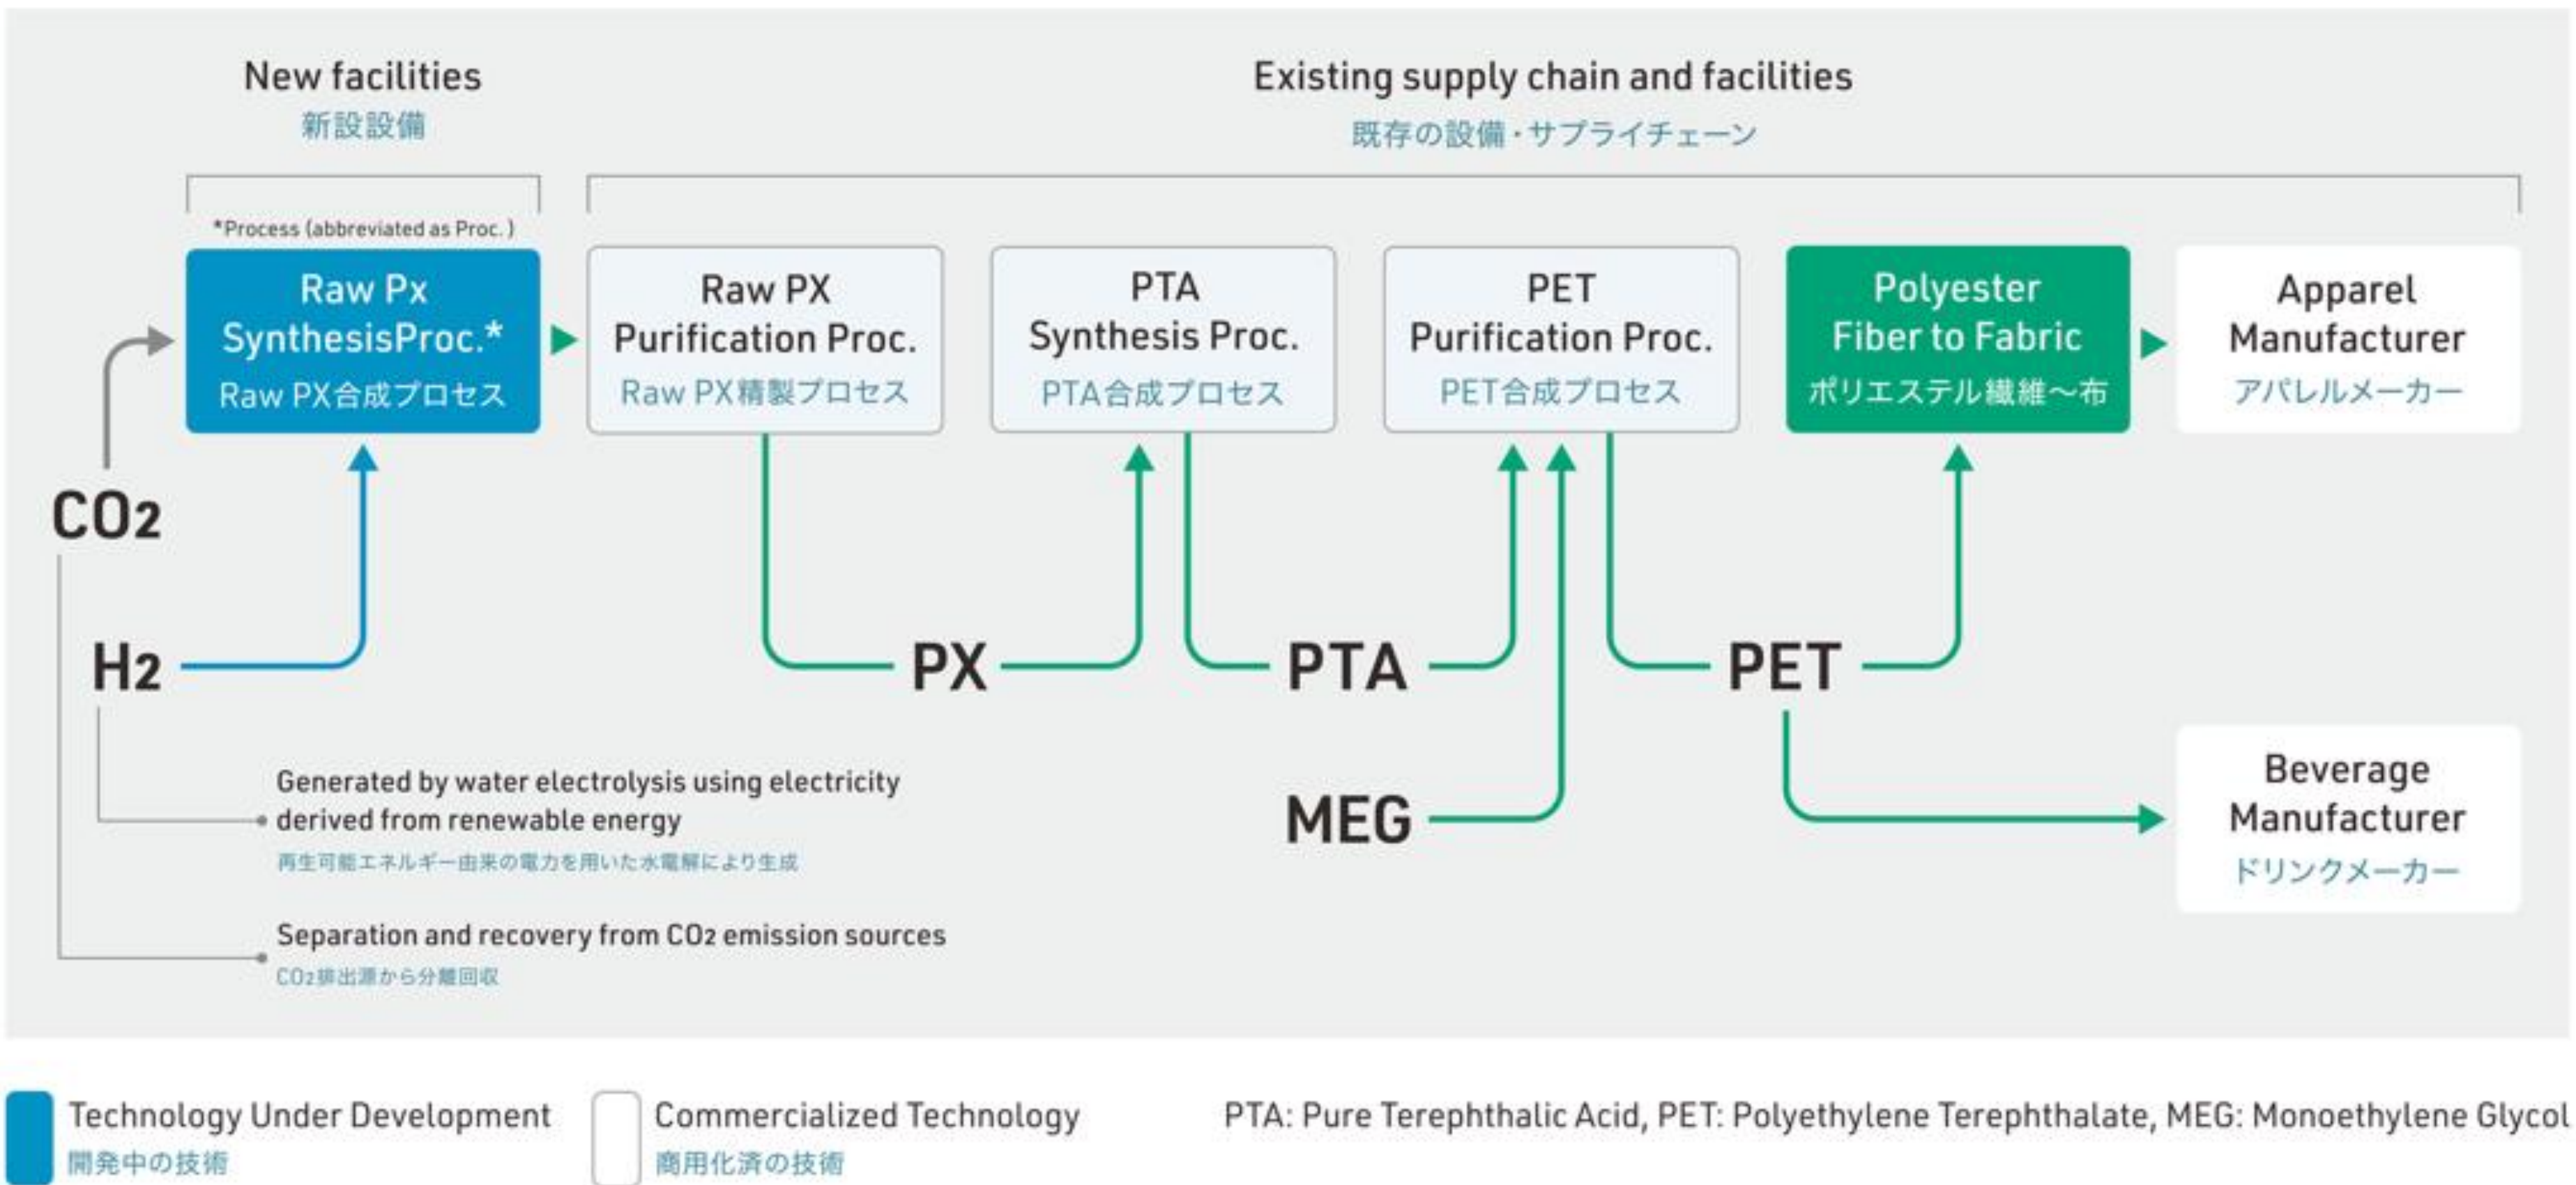 New facilities
新設設備
Existing supply chain and facilities
既存の設備・サプライチェーン
*Process (abbreviated as Proc. )
Raw Px
SynthesisProc.*
Raw PX合成プロセス
Raw PX
Purification Proc.
Raw PX精製プロセス
PTA
Synthesis Proc.
PTA合成プロセス
PET
Purification Proc.
PET合成プロセス
Polyester
Fiber to Fabric
ポリエステル繊維～布
Apparel
Manufacturer
アパレルメーカー
CO2
H2
PX
PTA
PET
MEG
Beverage
Manufacturer
ドリンクメーカー
Generated by water electrolysis using electricity
derived from renewable energy
再生可能エネルギー由来の電力を用いた水電解により生成
Separation and recovery from CO2 emission sources
CO2排出源から分離回収
Technology Under Development
開発中の技術
Commercialized Technology
商用化済の技術
PTA: Pure Terephthalic Acid, PET: Polyethylene Terephthalate, MEG: Monoethylene Glycol